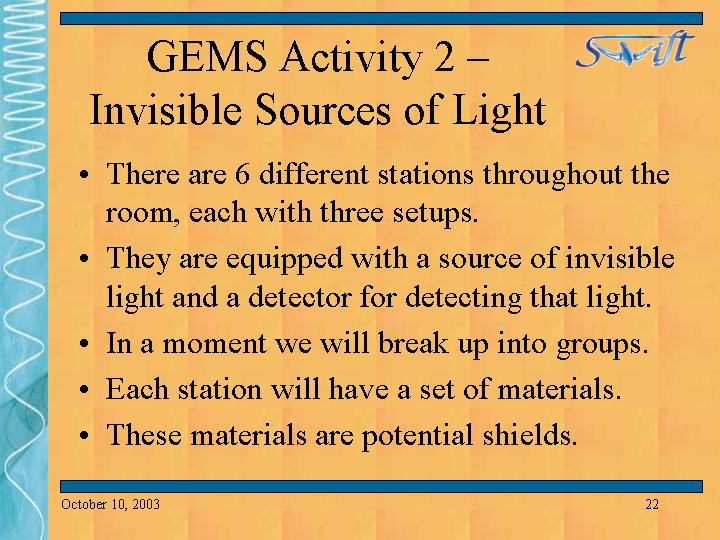 GEMS Activity 2 –
Invisible Sources of Light
Swift
• There are 6 different stations throughout the
room, each with three setups.
• They are equipped with a source of invisible
light and a detector for detecting that light.
• In a moment we will break up into groups.
• Each station will have a set of materials.
• These materials are potential shields.
October 10, 2003
22